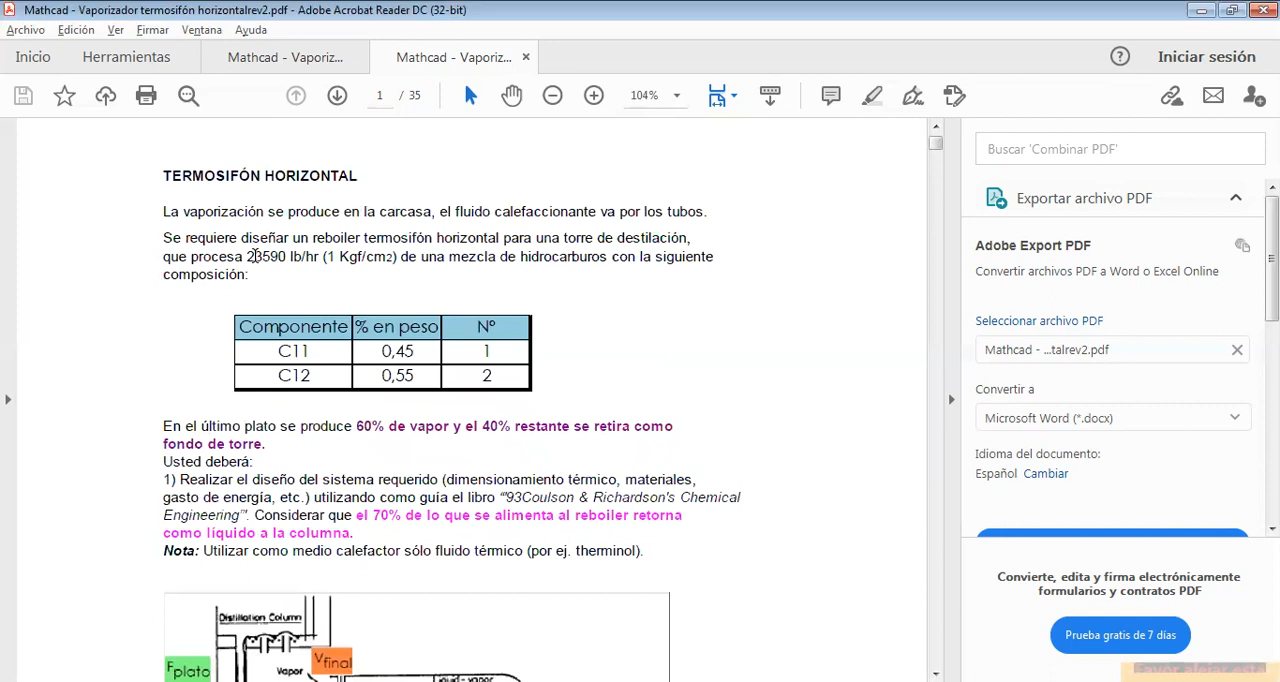 Mathcad - Vaporizador termosifón horizontalrev2.pdf - Adobe Acrobat Reader DC (32-bit)
Archivo Edición Ver Firmar Ventana Ayuda
Inicio Herramientas Mathcad - Vaporiz... Mathcad - Vaporiz... × Iniciar sesión
1 / 35 104%
TERMOSIFÓN HORIZONTAL
La vaporización se produce en la carcasa, el fluido calefaccionante va por los tubos.
Se requiere diseñar un reboiler termosifón horizontal para una torre de destilación,
que procesa 23590 lb/hr (1 Kgf/cm2) de una mezcla de hidrocarburos con la siguiente
composición:
Componente % en peso Nº
C11 0,45 1
C12 0,55 2
En el último plato se produce 60% de vapor y el 40% restante se retira como
fondo de torre.
Usted deberá:
1) Realizar el diseño del sistema requerido (dimensionamiento térmico, materiales,
gasto de energía, etc.) utilizando como guía el libro "'93Coulson & Richardson's Chemical
Engineering"'. Considerar que el 70% de lo que se alimenta al reboiler retorna
como líquido a la columna.
Nota: Utilizar como medio calefactor sólo fluido térmico (por ej. therminol).
Distillation Column
Vfinal
Fplato
Vapor
Liquid - vapor
Buscar 'Combinar PDF'
Exportar archivo PDF
Adobe Export PDF
Convertir archivos PDF a Word o Excel Online
Seleccionar archivo PDF
Mathcad - ...talrev2.pdf
Convertir a
Microsoft Word (*.docx)
Idioma del documento:
Español Cambiar
Convierte, edita y firma electrónicamente
formularios y contratos PDF
Prueba gratis de 7 días
Favor alejar esta